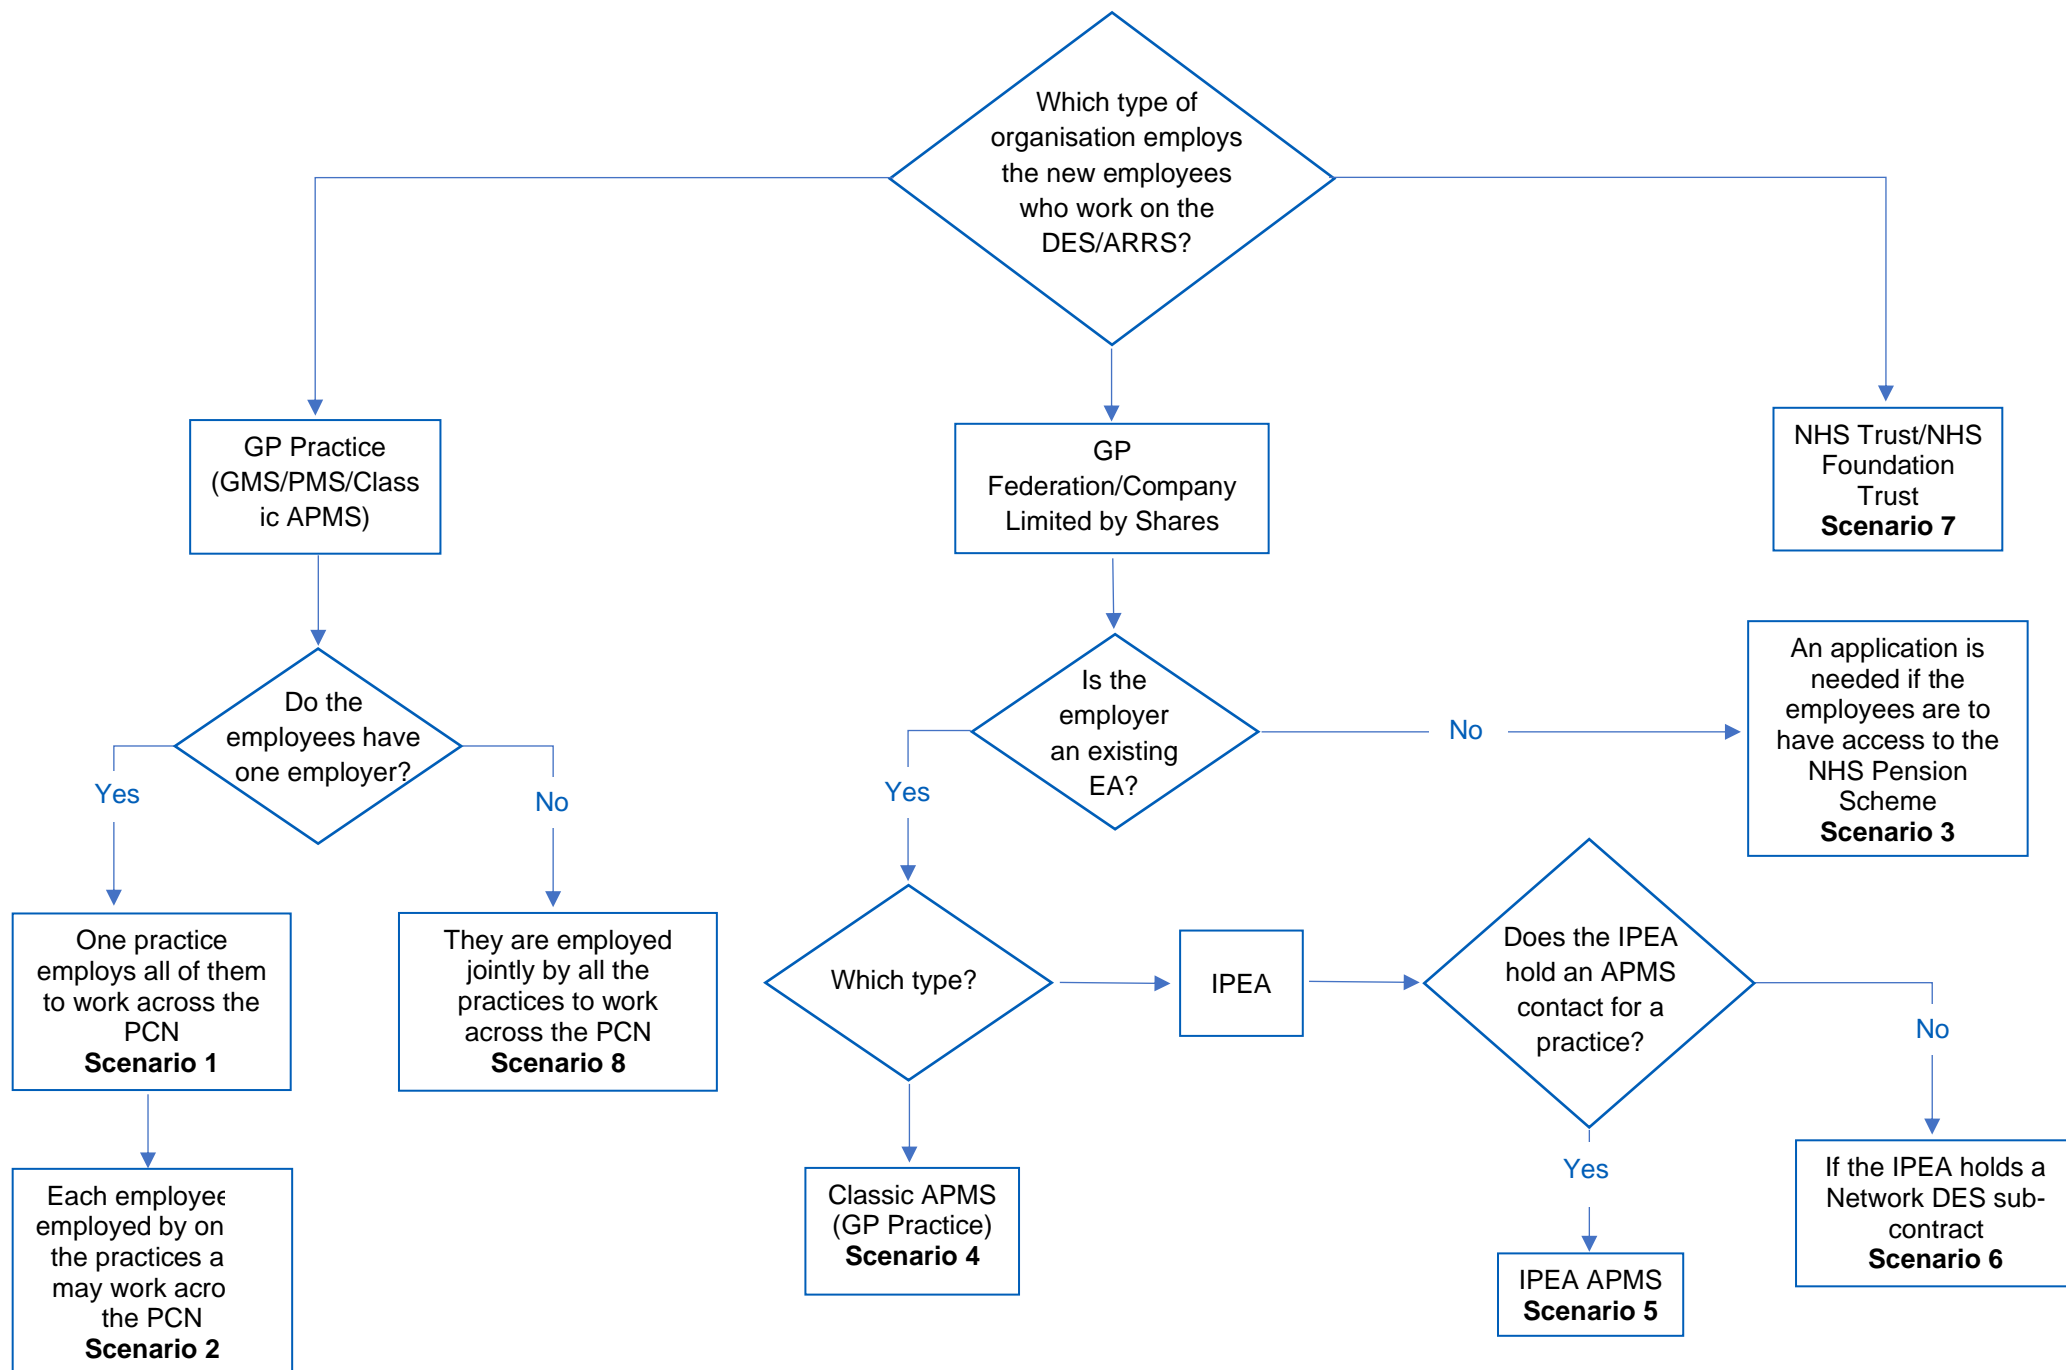 Which type of
organisation employs
the new employees
who work on the
DES/ARRS?
GP Practice
(GMS/PMS/Class
ic APMS)
GP
Federation/Company
Limited by Shares
NHS Trust/NHS
Foundation
Trust
Scenario 7
Do the
employees have
one employer?
Yes
No
Is the
employer
an existing
EA?
Yes
No
An application is
needed if the
employees are to
have access to the
NHS Pension
Scheme
Scenario 3
One practice
employs all of them
to work across the
PCN
Scenario 1
They are employed
jointly by all the
practices to work
across the PCN
Scenario 8
Which type?
IPEA
Does the IPEA
hold an APMS
contact for a
practice?
No
Yes
Each
employed by
the practices
may work
the PCN
Scenario 2
Classic APMS
(GP Practice)
Scenario 4
IPEA APMS
Scenario 5
If the IPEA holds a
Network DES sub-
contract
Scenario 6